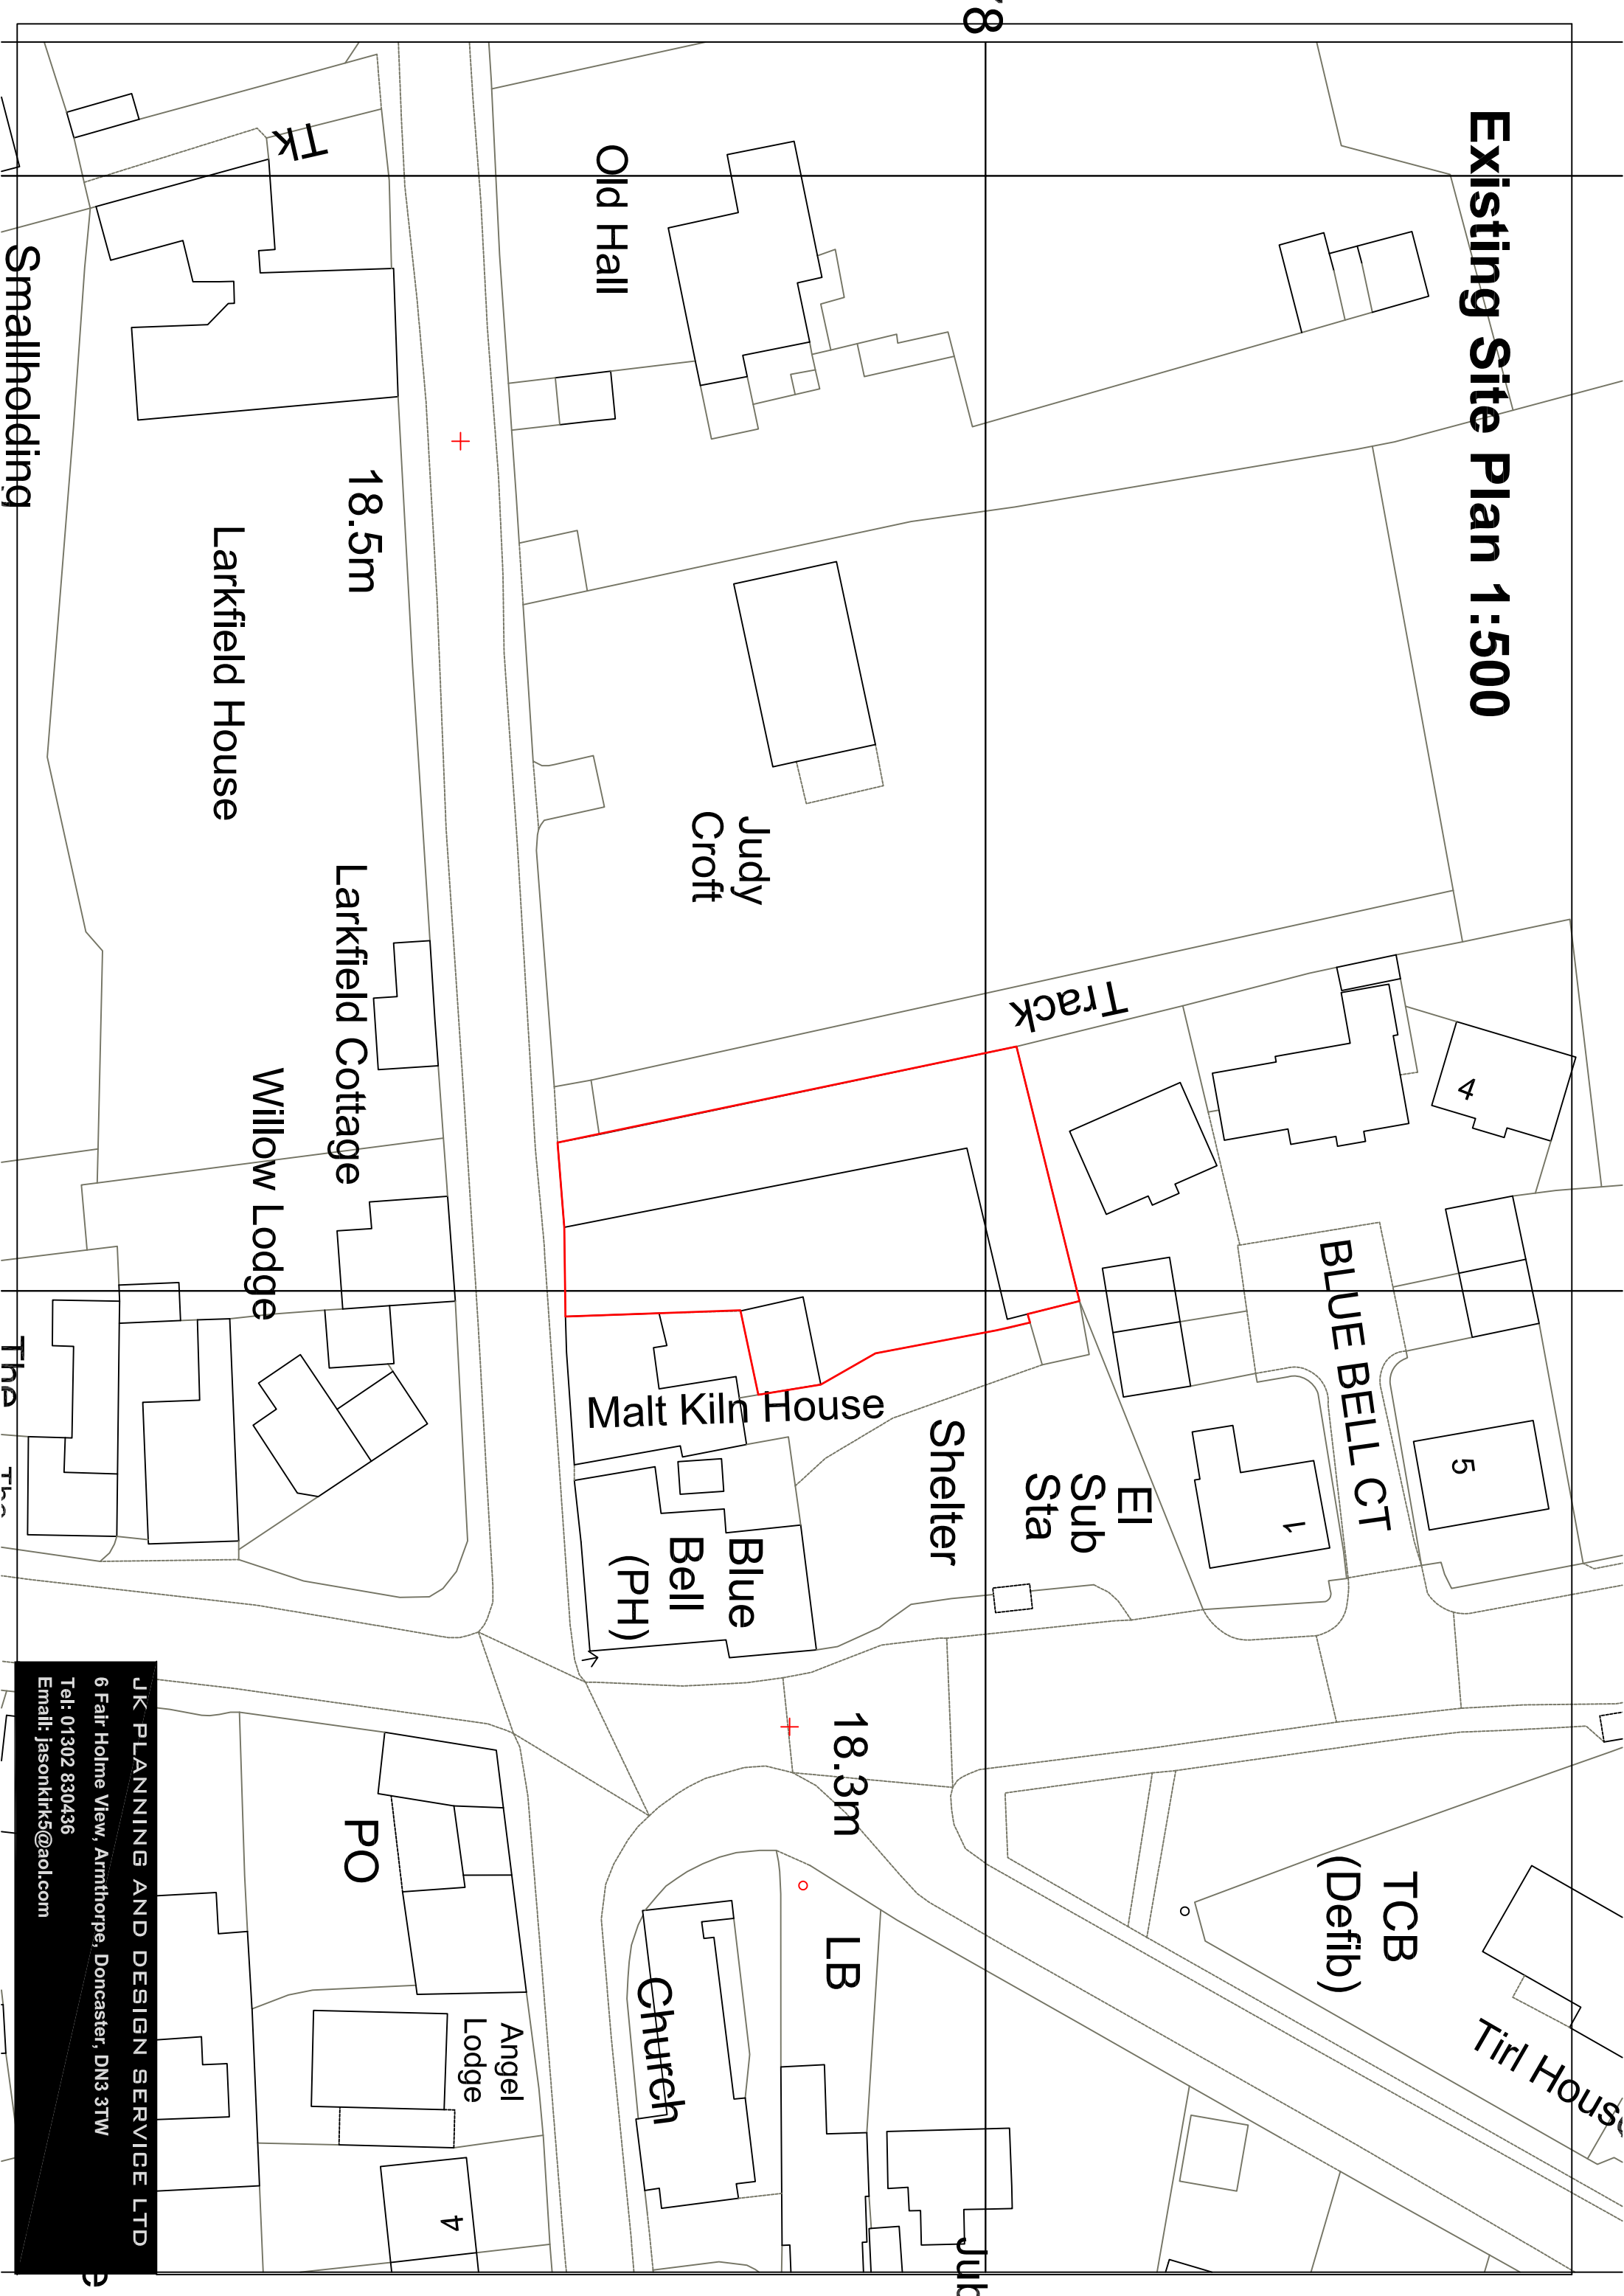 Existing Site Plan 1:500
Old Hall
Tk
Smallholding
18.5m
Larkfield House
Judy
Croft
Larkfield Cottage
Willow Lodge
Track
4
BLUE BELL CT
5
1
Malt Kiln House
Shelter
El
Sub
Sta
Blue
Bell
(PH)
The
18.3m
PO
LB
TCB
(Defib)
Tirl House
Church
Angel
Lodge
4
Jub
JK PLANNING AND DESIGN SERVICE LTD
6 Fair Holme View, Armthorpe, Doncaster, DN3 3TW
Tel: 01302 830436
Email: jasonkirk5@aol.com